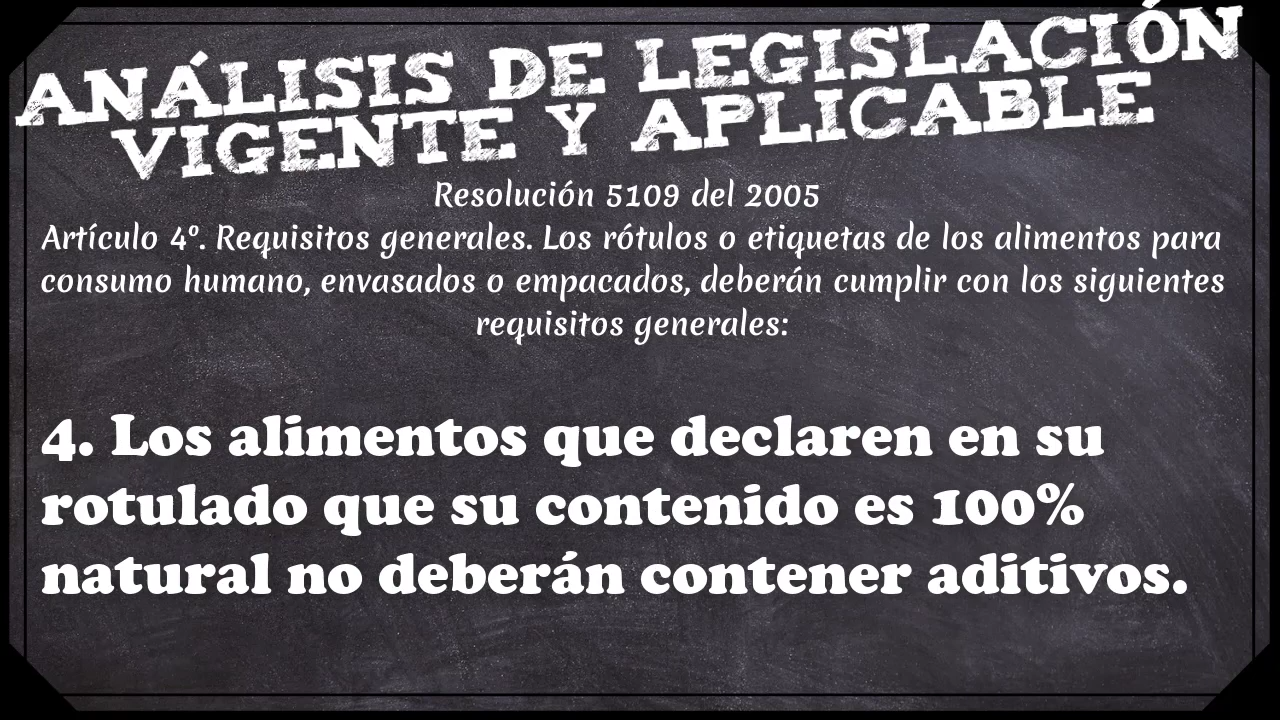 ANÁLISIS DE LEGISLACIÓN
VIGENTE Y APLICABLE
Resolución 5109 del 2005
Artículo 4º. Requisitos generales. Los rótulos o etiquetas de los alimentos para
consumo humano, envasados o empacados, deberán cumplir con los siguientes
requisitos generales:
4. Los alimentos que declaren en su
rotulado que su contenido es 100%
natural no deberán contener aditivos.